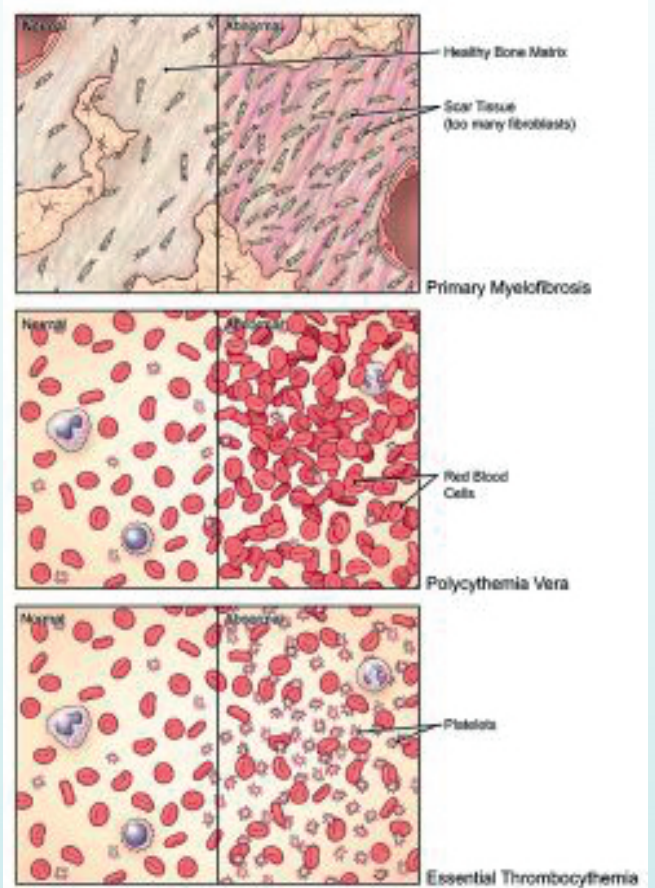 Normal
Abnormal
Healthy Bone Matrix
Scar Tissue
(too many fibroblasts)
Primary Myelofibrosis
Normal
Abnormal
Red Blood
Cells
Polycythemia Vera
Normal
Abnormal
Platelets
Essential Thrombocythemia